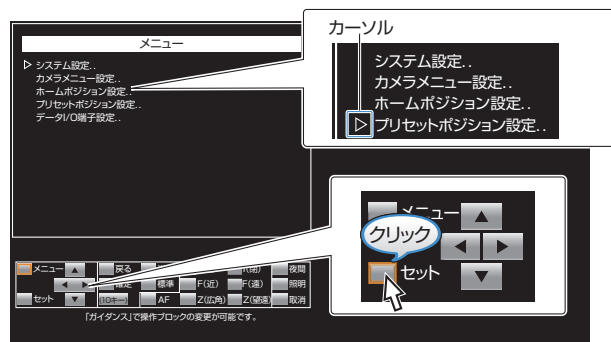 メニュー
システム設定..
カメラメニュー設定..
ホームポジション設定..
プリセットポジション設定..
データI/O端子設定..
カーソル
システム設定..
カメラメニュー設定..
ホームポジション設定..
プリセットポジション設定..
メニュー
クリック
セット
メニュー 戻る I(閉) 夜間
標準 F(近) F(遠) 照明
セット (10キー) AF Z(広角) Z(望遠) 取消
「ガイダンス」で操作ブロックの変更が可能です。